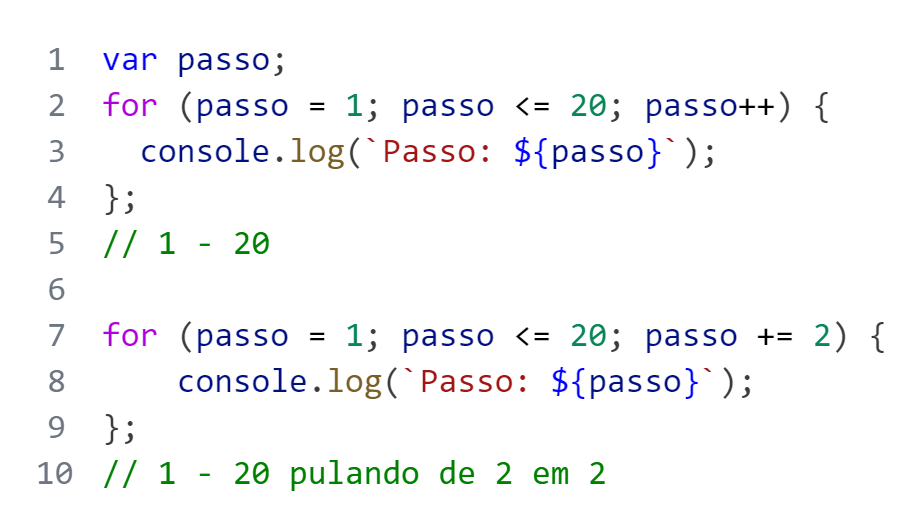 1 var passo;
2 for (passo = 1; passo <= 20; passo++) {
3   console.log(`Passo: ${passo}`);
4 };
5 // 1 - 20
6
7 for (passo = 1; passo <= 20; passo += 2) {
8     console.log(`Passo: ${passo}`);
9 };
10 // 1 - 20 pulando de 2 em 2